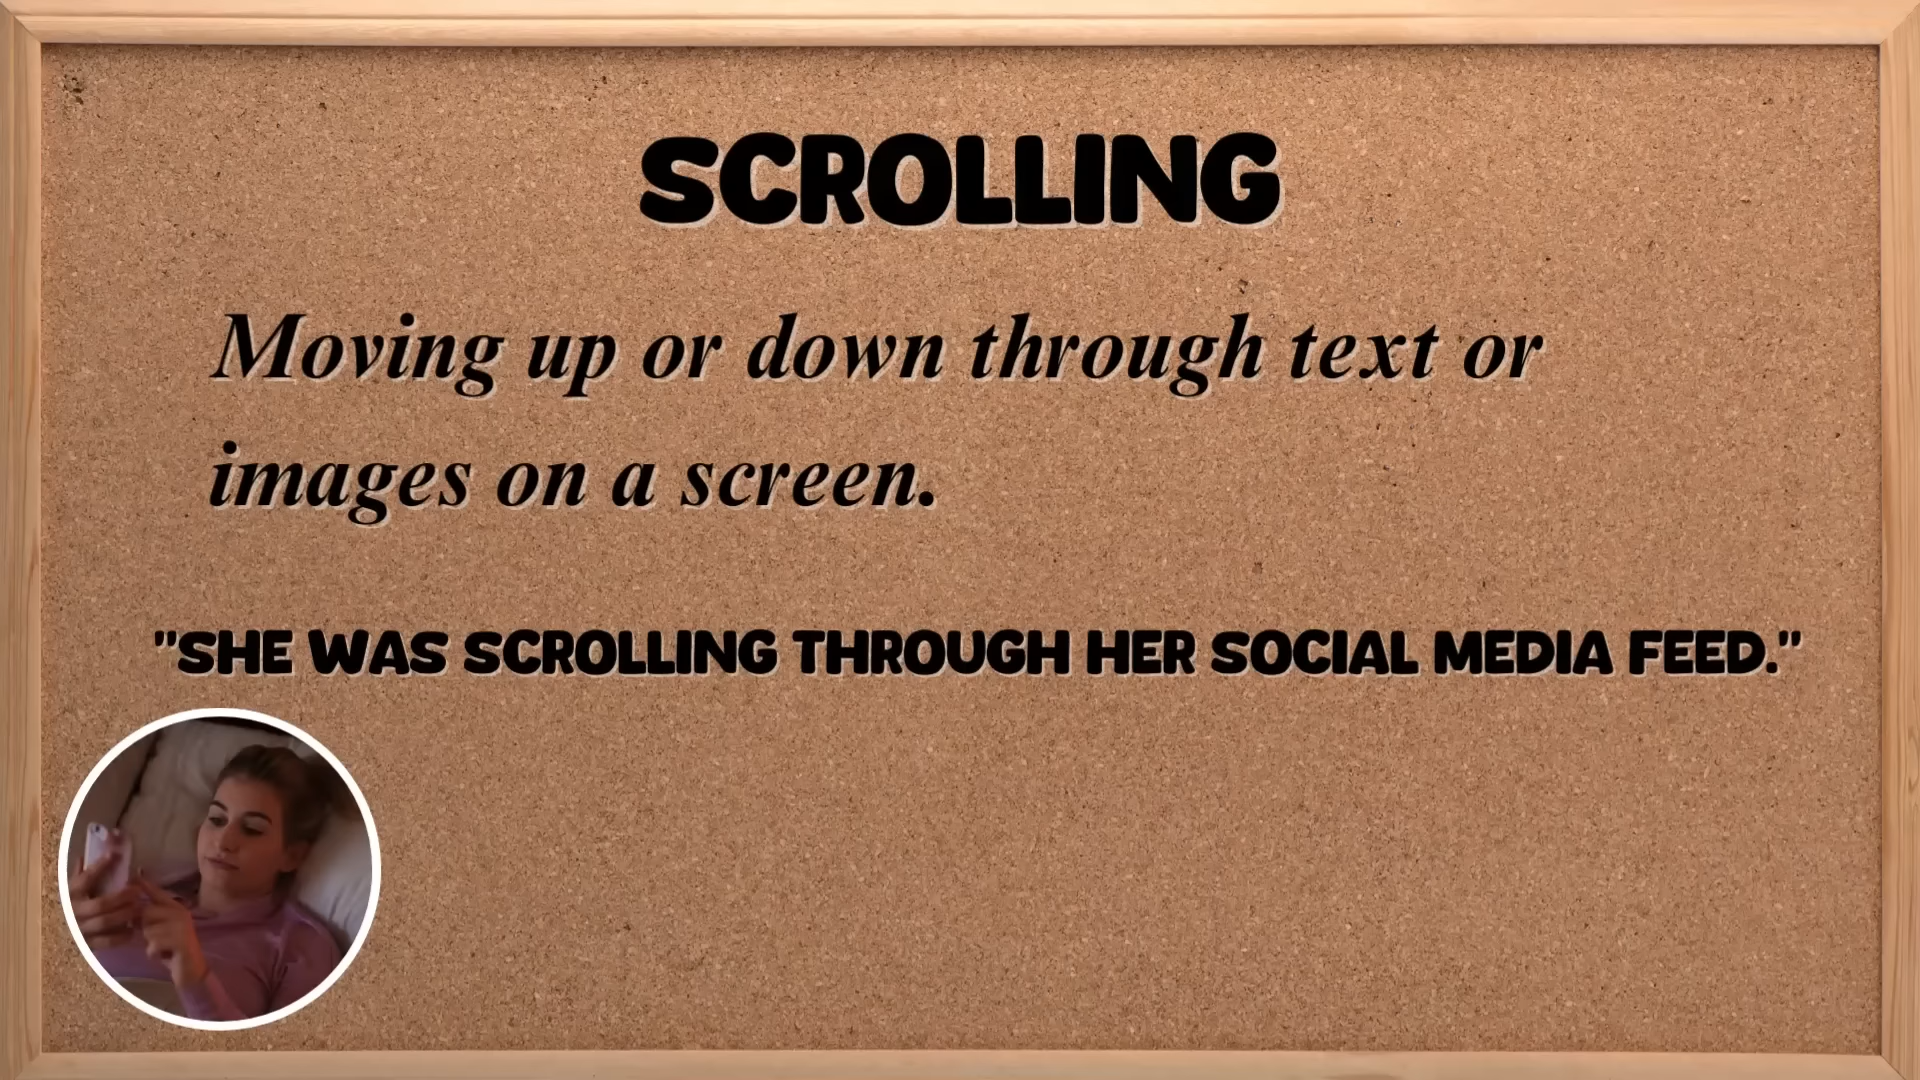 SCROLLING
Moving up or down through text or
images on a screen.
"SHE WAS SCROLLING THROUGH HER SOCIAL MEDIA FEED."